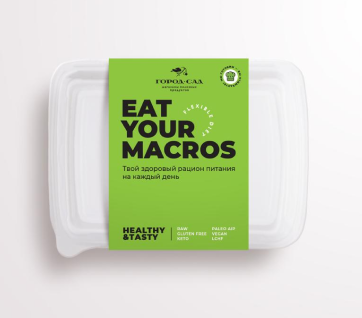 ГОРОД-САД
EAT
YOUR
MACROS
FLEXIBLE DIET
Твой здоровый рацион питания
на каждый день
HEALTHY
&TASTY
RAW
GLUTEN FREE
KETO
PALEO AIP
VEGAN
LCHF